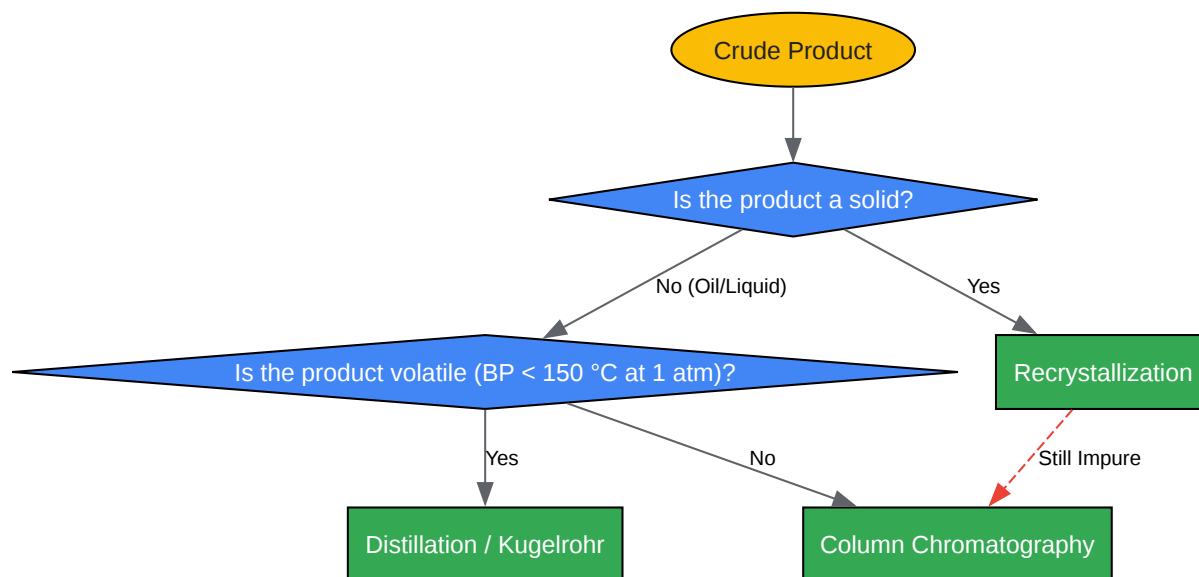 Crude Product
Is the product a solid?
No (Oil/Liquid)
Yes
Is the product volatile (BP < 150 °C at 1 atm)?
Recrystallization
Yes
No
Still Impure
Distillation / Kugelrohr
Column Chromatography